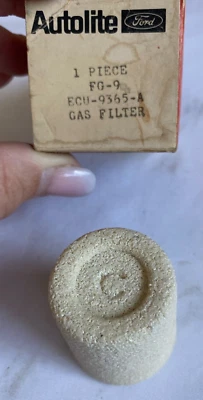 Autolite Ford
1 PIECE
FG-9
ECU-9365-A
GAS FILTER
C